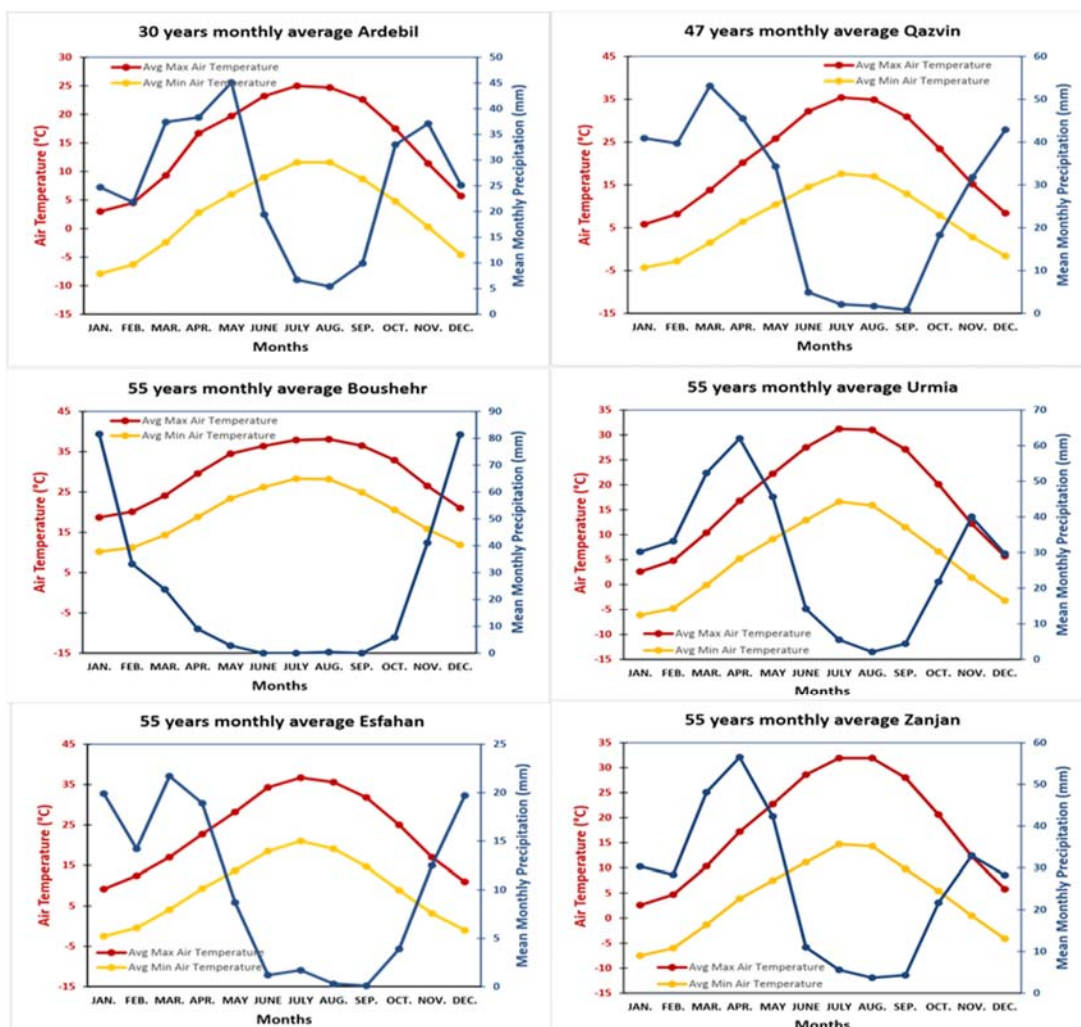 30 years monthly average Ardebil
Avg Max Air Temperature
Avg Min Air Temperature
Air Temperature (°C)
30
25
20
15
10
5
0
-5
-10
-15
Mean Monthly Precipitation (mm)
50
45
40
35
30
25
20
15
10
5
0
JAN. FEB. MAR. APR. MAY JUNE JULY AUG. SEP. OCT. NOV. DEC.
Months
47 years monthly average Qazvin
Avg Max Air Temperature
Avg Min Air Temperature
Air Temperature (°C)
45
35
25
15
5
-5
-15
Mean Monthly Precipitation (mm)
60
50
40
30
20
10
0
JAN. FEB. MAR. APR. MAY JUNE JULY AUG. SEP. OCT. NOV. DEC.
Months
55 years monthly average Boushehr
Avg Max Air Temperature
Avg Min Air Temperature
Air Temperature (°C)
45
35
25
15
5
-5
-15
Mean Monthly Precipitation (mm)
90
80
70
60
50
40
30
20
10
0
JAN. FEB. MAR. APR. MAY JUNE JULY AUG. SEP. OCT. NOV. DEC.
Months
55 years monthly average Urmia
Avg Max Air Temperature
Avg Min Air Temperature
Air Temperature (°C)
35
30
25
20
15
10
5
0
-5
-10
-15
Mean Monthly Precipitation (mm)
70
60
50
40
30
20
10
0
JAN. FEB. MAR. APR. MAY JUNE JULY AUG. SEP. OCT. NOV. DEC.
Months
55 years monthly average Esfahan
Avg Max Air Temperature
Avg Min Air Temperature
Air Temperature (°C)
45
35
25
15
5
-5
-15
Mean Monthly Precipitation (mm)
25
20
15
10
5
0
JAN. FEB. MAR. APR. MAY JUNE JULY AUG. SEP. OCT. NOV. DEC.
Months
55 years monthly average Zanjan
Avg Max Air Temperature
Avg Min Air Temperature
Air Temperature (°C)
35
30
25
20
15
10
5
0
-5
-10
-15
Mean Monthly Precipitation (mm)
60
50
40
30
20
10
0
JAN. FEB. MAR. APR. MAY JUNE JULY AUG. SEP. OCT. NOV. DEC.
Months